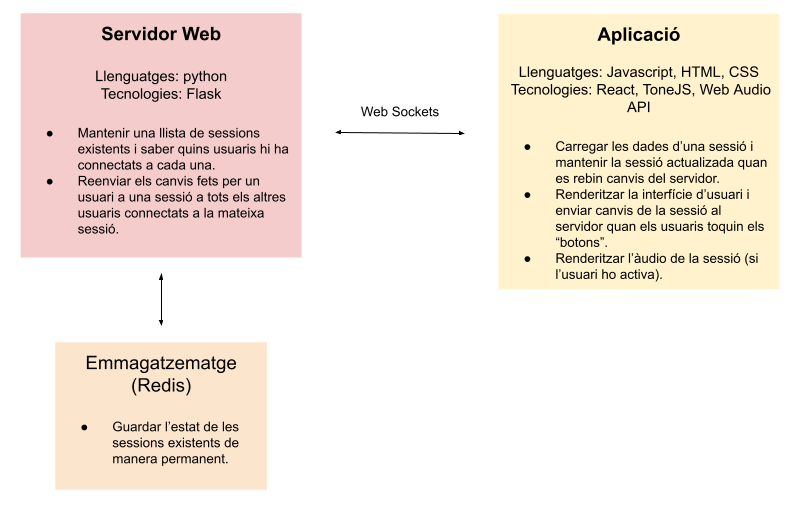 Servidor Web
Llenguatges: python
Tecnologies: Flask
● Mantenir una llista de sessions
existents i saber quins usuaris hi ha
connectats a cada una.
● Reenviar els canvis fets per un
usuari a una sessió a tots els altres
usuaris connectats a la mateixa
sessió.
Web Sockets
Aplicació
Llenguatges: Javascript, HTML, CSS
Tecnologies: React, ToneJS, Web Audio
API
● Carregar les dades d’una sessió i
mantenir la sessió actualizada quan
es rebin canvis del servidor.
● Renderitzar la interfície d’usuari i
enviar canvis de la sessió al
servidor quan els usuaris toquin els
“botons”.
● Renderitzar l’àudio de la sessió (si
l’usuari ho activa).
Emmagatzematge
(Redis)
● Guardar l’estat de les
sessions existents de
manera permanent.